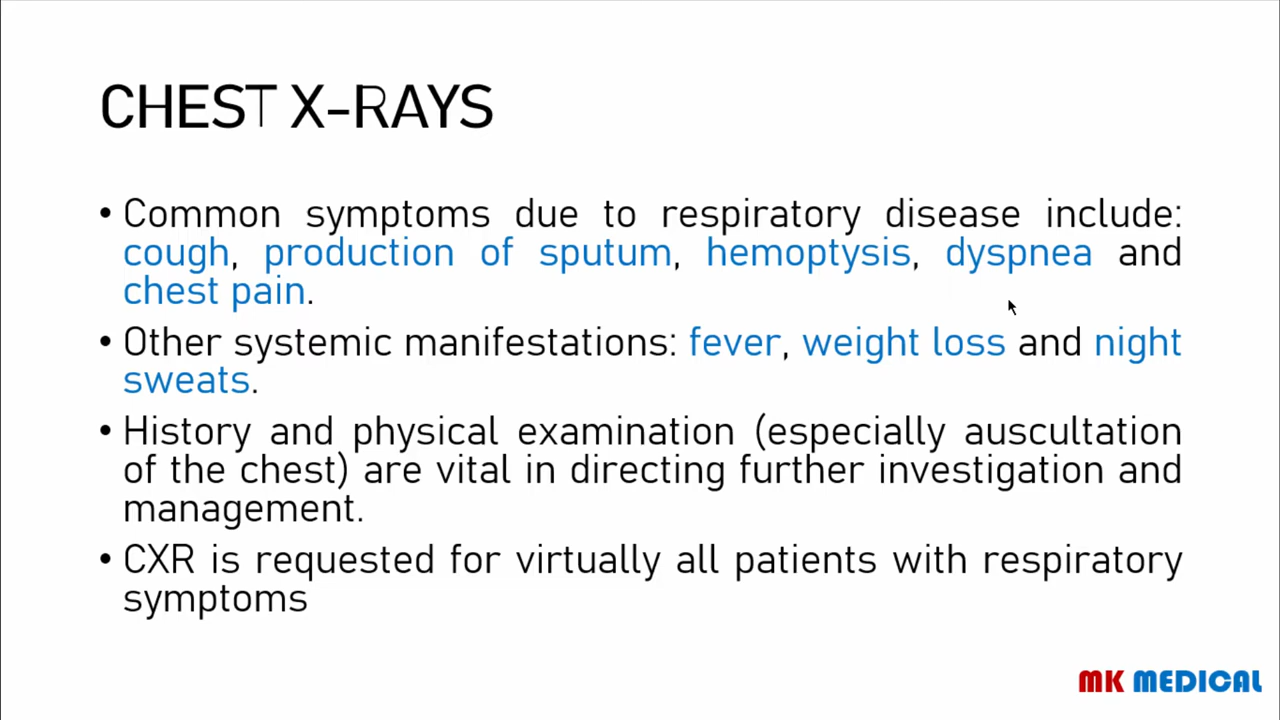 CHEST X-RAYS
• Common symptoms due to respiratory disease include:
cough, production of sputum, hemoptysis, dyspnea and
chest pain.
• Other systemic manifestations: fever, weight loss and night
sweats.
• History and physical examination (especially auscultation
of the chest) are vital in directing further investigation and
management.
• CXR is requested for virtually all patients with respiratory
symptoms
MK MEDICAL